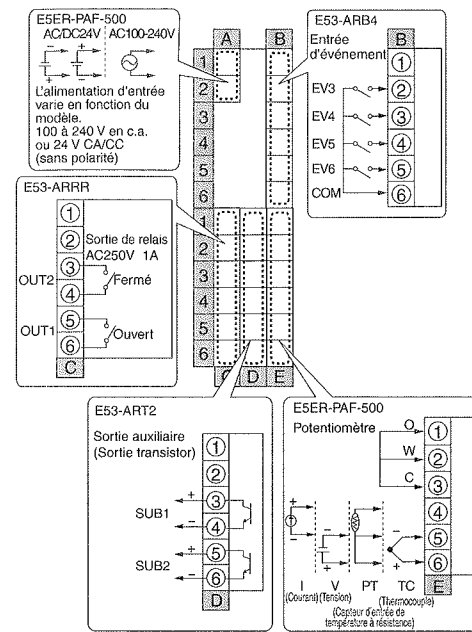 E5ER-PAF-500
AC/DC24V AC100-240V
L'alimentation d'entrée
varie en fonction du
modèle.
100 à 240 V en c.a.
ou 24 V CA/CC
(sans polarité)
A B
1
2
3
4
5
6
1
2
3
4
5
6
C D E
E53-ARB4
Entrée
d'événement
B
1
EV3 2
EV4 3
EV5 4
EV6 5
COM 6
E53-ARRR
1
2
Sortie de relais
AC250V 1A
3
OUT2 Fermé
4
5
OUT1 Ouvert
6
C
E53-ART2
Sortie auxiliaire
(Sortie transistor)
1
2
+ 3
SUB1
- 4
+ 5
SUB2
- 6
D
E5ER-PAF-500
Potentiomètre
O 1
W 2
C 3
4
- 5
+ 6
E
+ - - +
I V PT TC
(Courant) (Tension) (Thermocouple)
(Capteur d'entrée de
température à résistance)